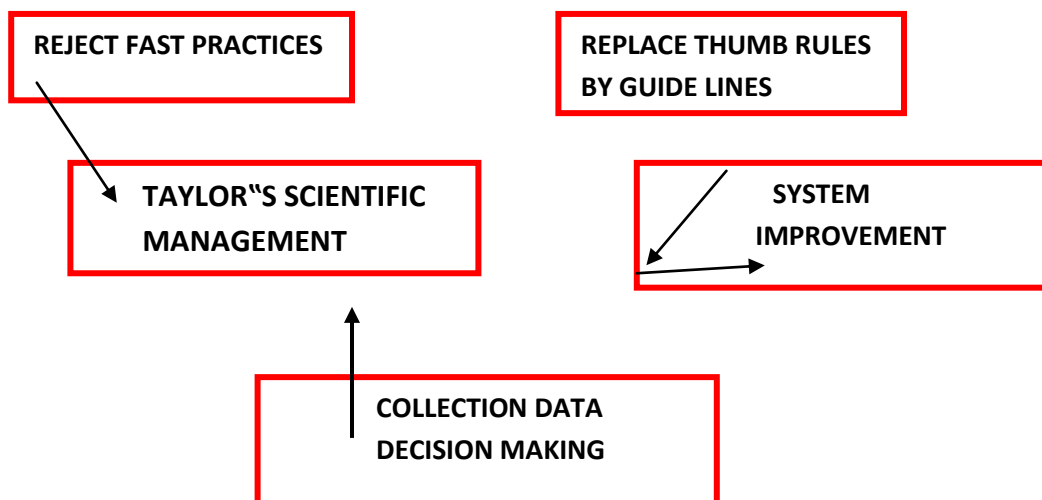 REJECT FAST PRACTICES
REPLACE THUMB RULES
BY GUIDE LINES
TAYLOR‟S SCIENTIFIC
MANAGEMENT
SYSTEM
IMPROVEMENT
COLLECTION DATA
DECISION MAKING